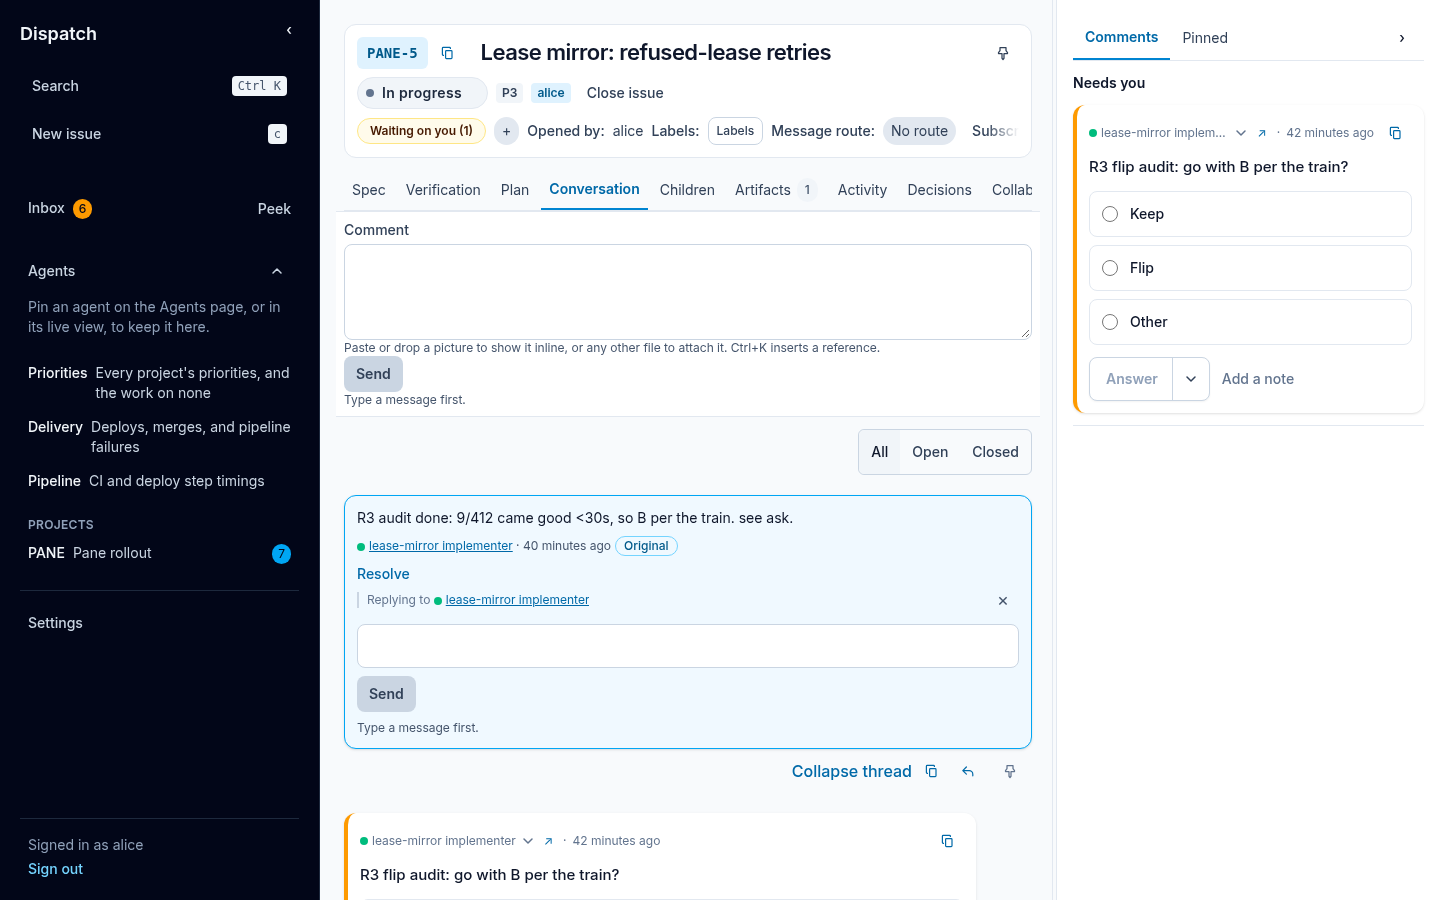 Dispatch
Search
Ctrl K
New issue
c
Inbox 6
Peek
Agents
Pin an agent on the Agents page, or in
its live view, to keep it here.
Priorities Every project's priorities, and
the work on none
Delivery Deploys, merges, and pipeline
failures
Pipeline CI and deploy step timings
PROJECTS
PANE Pane rollout 7
Settings
Signed in as alice
Sign out
PANE-5 Lease mirror: refused-lease retries
In progress P3 alice Close issue
Waiting on you (1) + Opened by: alice Labels: Labels Message route: No route Subsc
Spec Verification Plan Conversation Children Artifacts 1 Activity Decisions Collab
Comment
Paste or drop a picture to show it inline, or any other file to attach it. Ctrl+K inserts a reference.
Send
Type a message first.
All Open Closed
R3 audit done: 9/412 came good <30s, so B per the train. see ask.
lease-mirror implementer · 40 minutes ago Original
Resolve
Replying to lease-mirror implementer
Send
Type a message first.
Collapse thread
lease-mirror implementer · 42 minutes ago
R3 flip audit: go with B per the train?
Comments Pinned
Needs you
lease-mirror implem... · 42 minutes ago
R3 flip audit: go with B per the train?
Keep
Flip
Other
Answer Add a note